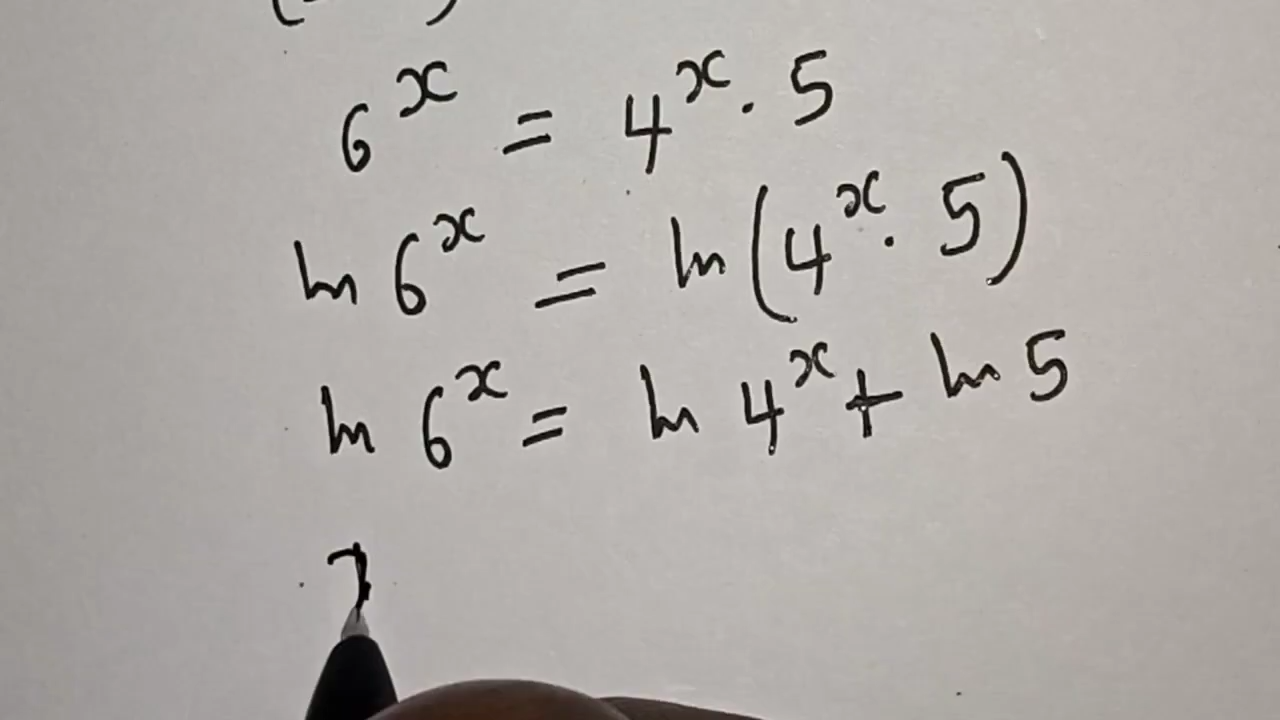 6^x = 4^x · 5
ln 6^x = ln(4^x · 5)
ln 6^x = ln 4^x + ln 5